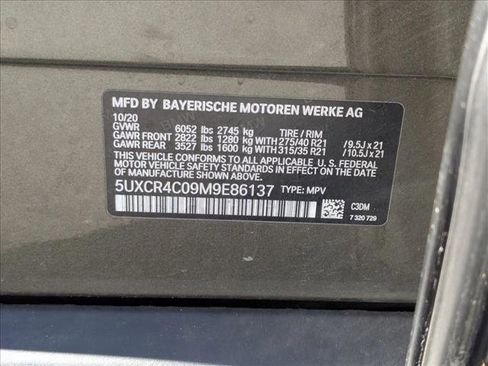 MFD BY BAYERISCHE MOTOREN WERKE AG
10/20
GVWR 6052 lbs 2745 kg TIRE / RIM
GAWR FRONT 2822 lbs 1280 kg WITH 275/40 R21 / 9.5J x 21
GAWR REAR 3527 lbs 1600 kg WITH 315/35 R21 / 10.5J x 21
THIS VEHICLE CONFORMS TO ALL APPLICABLE U. S. FEDERAL
MOTOR VEHICLE SAFETY STANDARDS IN EFFECT ON THE DATE
OF MANUFACTURE SHOWN ABOVE.
5UXCR4C09M9E86137 TYPE: MPV
C3DM
7 320 729